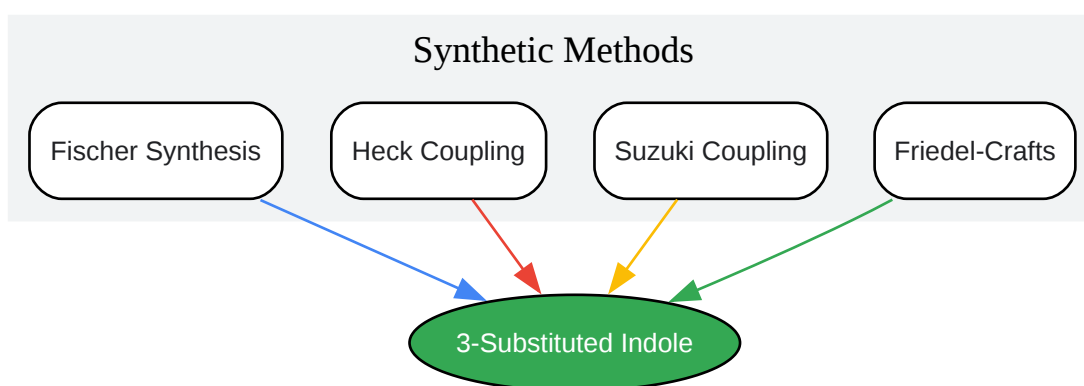 Synthetic Methods
Fischer Synthesis
Heck Coupling
Suzuki Coupling
Friedel-Crafts
3-Substituted Indole